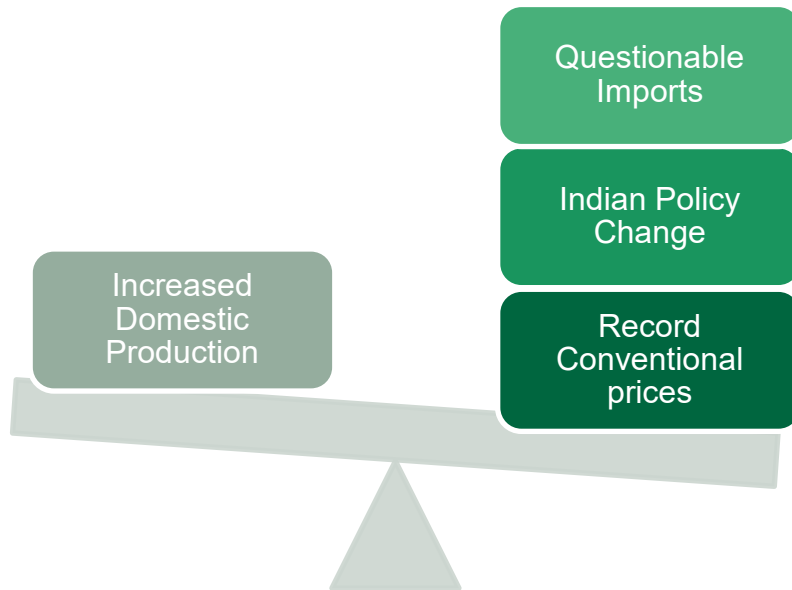 Questionable
Imports
Indian Policy
Change
Increased
Domestic
Production
Record
Conventional
prices